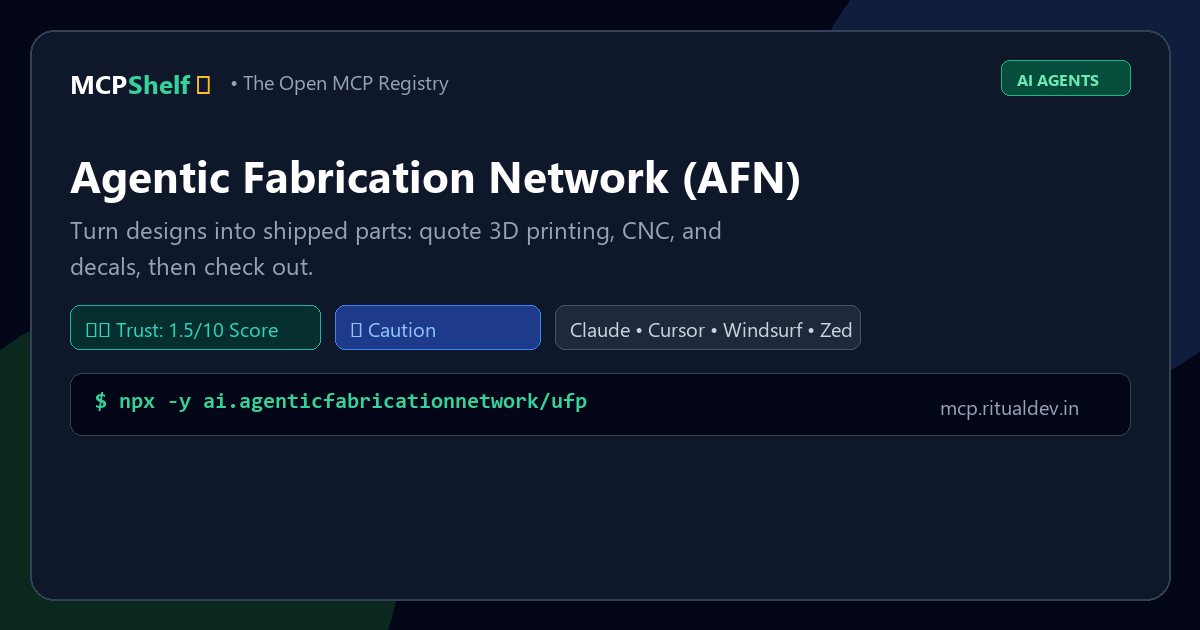 MCPShelf • The Open MCP Registry
AI AGENTS
Agentic Fabrication Network (AFN)
Turn designs into shipped parts: quote 3D printing, CNC, and
decals, then check out.
Trust: 1.5/10 Score
Caution
Claude • Cursor • Windsurf • Zed
$ npx -y ai.agenticfabricationnetwork/ufp
mcp.ritualdev.in